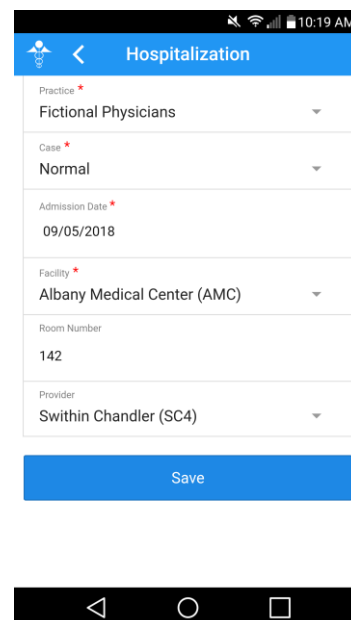 10:19 AM
Hospitalization
Practice *
Fictional Physicians
Case *
Normal
Admission Date *
09/05/2018
Facility *
Albany Medical Center (AMC)
Room Number
142
Provider
Swithin Chandler (SC4)
Save